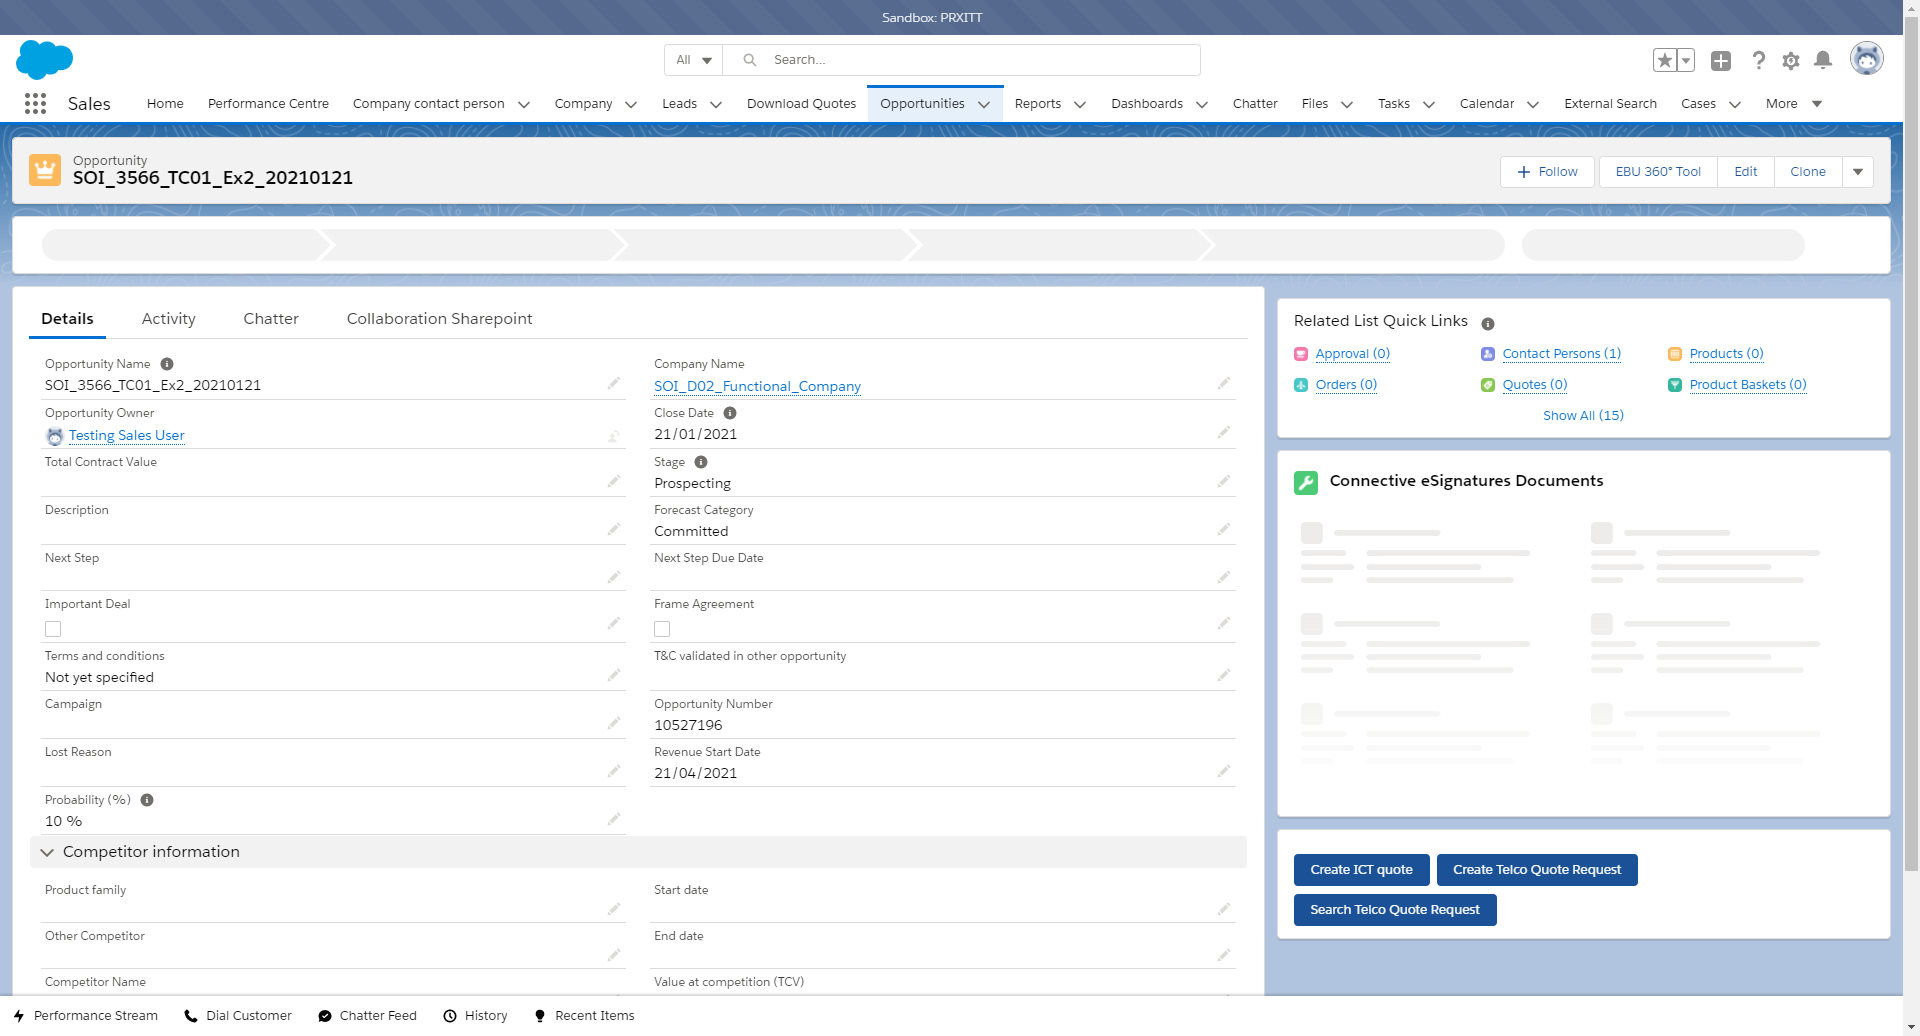 Sandbox: PRXITT
All
Search...
Sales
Home
Performance Centre
Company contact person
Company
Leads
Download Quotes
Opportunities
Reports
Dashboards
Chatter
Files
Tasks
Calendar
External Search
Cases
More
Opportunity
SOI_3566_TC01_Ex2_20210121
Follow
EBU 360° Tool
Edit
Clone
Details
Activity
Chatter
Collaboration Sharepoint
Opportunity Name
SOI_3566_TC01_Ex2_20210121
Company Name
SOI_D02_Functional_Company
Opportunity Owner
Testing Sales User
Close Date
21/01/2021
Total Contract Value
Stage
Prospecting
Description
Forecast Category
Committed
Next Step
Next Step Due Date
Important Deal
Frame Agreement
Terms and conditions
Not yet specified
T&C validated in other opportunity
Campaign
Opportunity Number
10527196
Lost Reason
Revenue Start Date
21/04/2021
Probability (%)
10 %
Competitor information
Product family
Start date
Other Competitor
End date
Competitor Name
Value at competition (TCV)
Related List Quick Links
Approval (0)
Contact Persons (1)
Products (0)
Orders (0)
Quotes (0)
Product Baskets (0)
Show All (15)
Connective eSignatures Documents
Create ICT quote
Create Telco Quote Request
Search Telco Quote Request
Performance Stream
Dial Customer
Chatter Feed
History
Recent Items